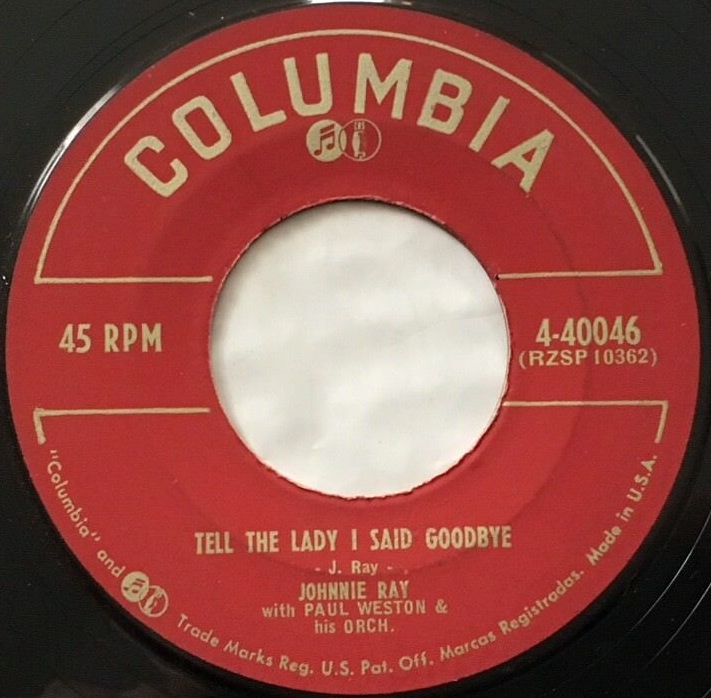 COLUMBIA
45 RPM
4-40046
(RZSP 10362)
TELL THE LADY I SAID GOODBYE
- J. Ray -
JOHNNIE RAY
with PAUL WESTON &
his ORCH.
"Columbia" and Trade Marks Reg. U.S. Pat. Off. Marcas Registradas. Made in U.S.A.